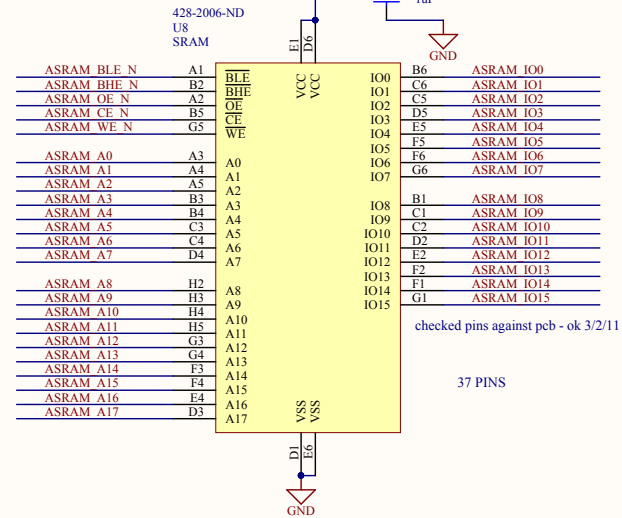 428-2006-ND
U8
SRAM
GND
E1 D6
VCC VCC
ASRAM_BLE_N A1 BLE
ASRAM_BHE_N B2 BHE
ASRAM_OE_N A2 OE
ASRAM_CE_N B5 CE
ASRAM_WE_N G5 WE
ASRAM_A0 A3 A0
ASRAM_A1 A4 A1
ASRAM_A2 A5 A2
ASRAM_A3 B3 A3
ASRAM_A4 B4 A4
ASRAM_A5 C3 A5
ASRAM_A6 C4 A6
ASRAM_A7 D4 A7
ASRAM_A8 H2 A8
ASRAM_A9 H3 A9
ASRAM_A10 H4 A10
ASRAM_A11 H5 A11
ASRAM_A12 G3 A12
ASRAM_A13 G4 A13
ASRAM_A14 F3 A14
ASRAM_A15 F4 A15
ASRAM_A16 E4 A16
ASRAM_A17 D3 A17
IO0 B6 ASRAM_IO0
IO1 C6 ASRAM_IO1
IO2 C5 ASRAM_IO2
IO3 D5 ASRAM_IO3
IO4 E5 ASRAM_IO4
IO5 F5 ASRAM_IO5
IO6 F6 ASRAM_IO6
IO7 G6 ASRAM_IO7
IO8 B1 ASRAM_IO8
IO9 C1 ASRAM_IO9
IO10 C2 ASRAM_IO10
IO11 D2 ASRAM_IO11
IO12 E2 ASRAM_IO12
IO13 F2 ASRAM_IO13
IO14 F1 ASRAM_IO14
IO15 G1 ASRAM_IO15
checked pins against pcb - ok 3/2/11
37 PINS
VSS VSS
D1 E6
GND